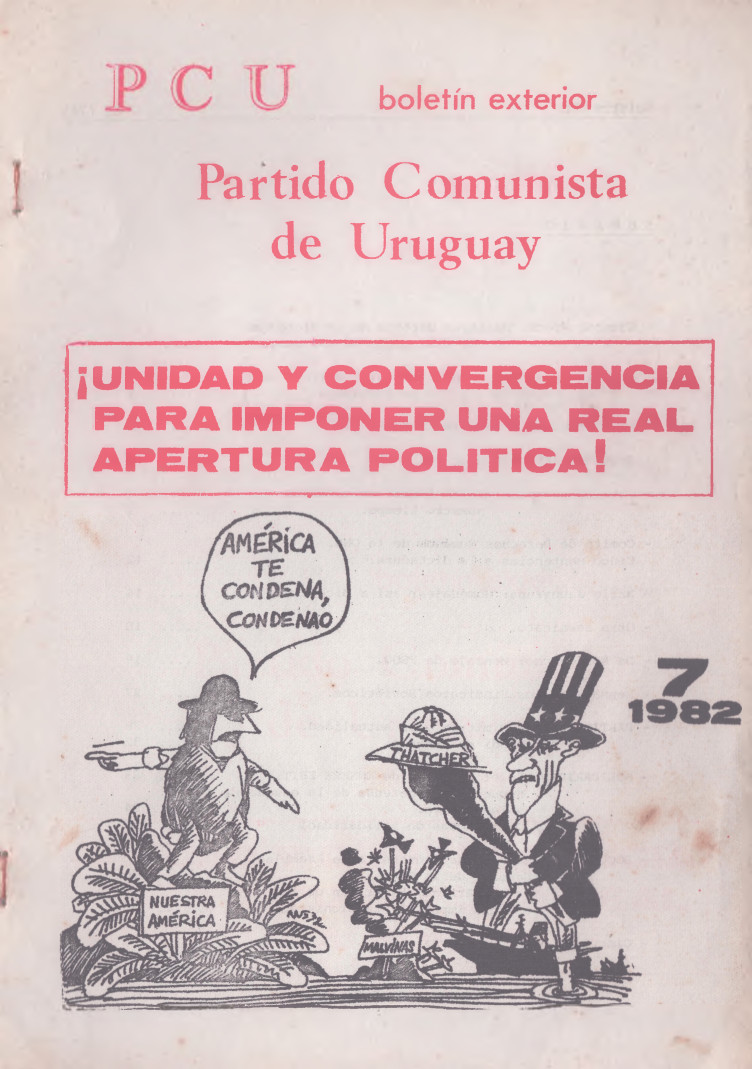 PCU boletín exterior
Partido Comunista
de Uruguay
¡UNIDAD Y CONVERGENCIA
PARA IMPONER UNA REAL
APERTURA POLITICA!
AMÉRICA
TE
CONDENA,
CONDENAO
7
1982
THATCHER
NUESTRA
AMÉRICA
MALVINAS